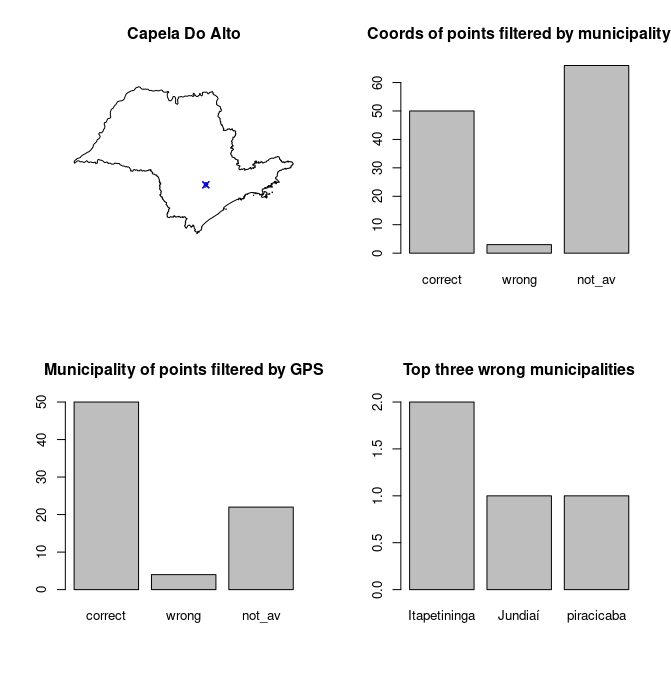 Capela Do Alto
Coords of points filtered by municipality
60
50
40
30
20
10
0
correct wrong not_av
Municipality of points filtered by GPS
50
40
30
20
10
0
correct wrong not_av
Top three wrong municipalities
2.0
1.5
1.0
0.5
0.0
Itapetininga Jundiaí piracicaba